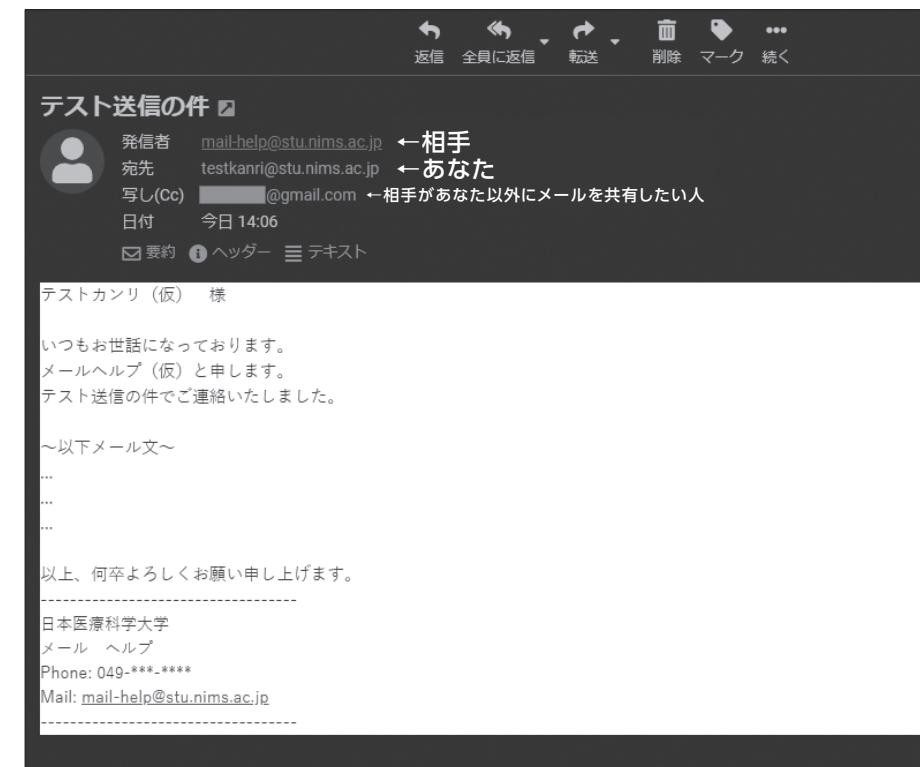 返信 全員に返信 転送 削除 マーク 続く
テスト送信の件
発信者 mail-help@stu.nims.ac.jp ←相手
宛先 testkanri@stu.nims.ac.jp ←あなた
写し(Cc) @gmail.com ←相手があなた以外にメールを共有したい人
日付 今日 14:06
要約 ヘッダー テキスト
テストカンリ（仮）　様
いつもお世話になっております。
メールヘルプ（仮）と申します。
テスト送信の件でご連絡いたしました。
～以下メール文～
...
...
...
以上、何卒よろしくお願い申し上げます。
-----------------------------------
日本医療科学大学
メール　ヘルプ
Phone: 049-***-****
Mail: mail-help@stu.nims.ac.jp
-----------------------------------